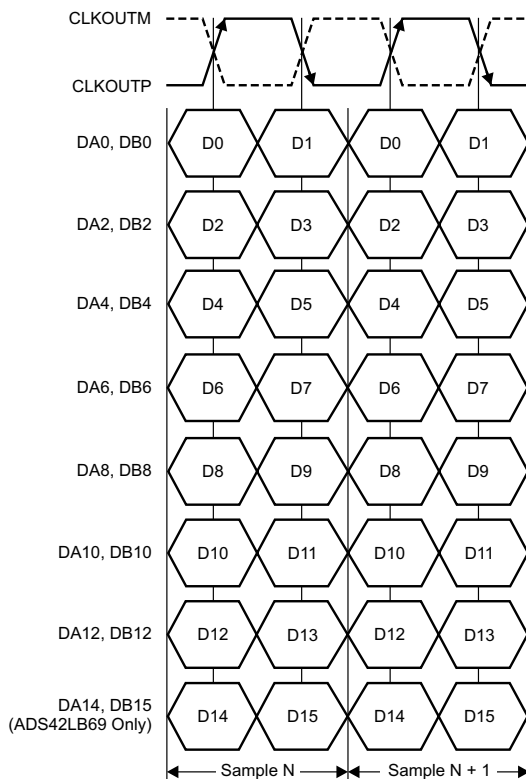 CLKOUTM
CLKOUTP
DA0, DB0 D0 D1 D0 D1
DA2, DB2 D2 D3 D2 D3
DA4, DB4 D4 D5 D4 D5
DA6, DB6 D6 D7 D6 D7
DA8, DB8 D8 D9 D8 D9
DA10, DB10 D10 D11 D10 D11
DA12, DB12 D12 D13 D12 D13
DA14, DB15 D14 D15 D14 D15
(ADS42LB69 Only)
Sample N Sample N + 1